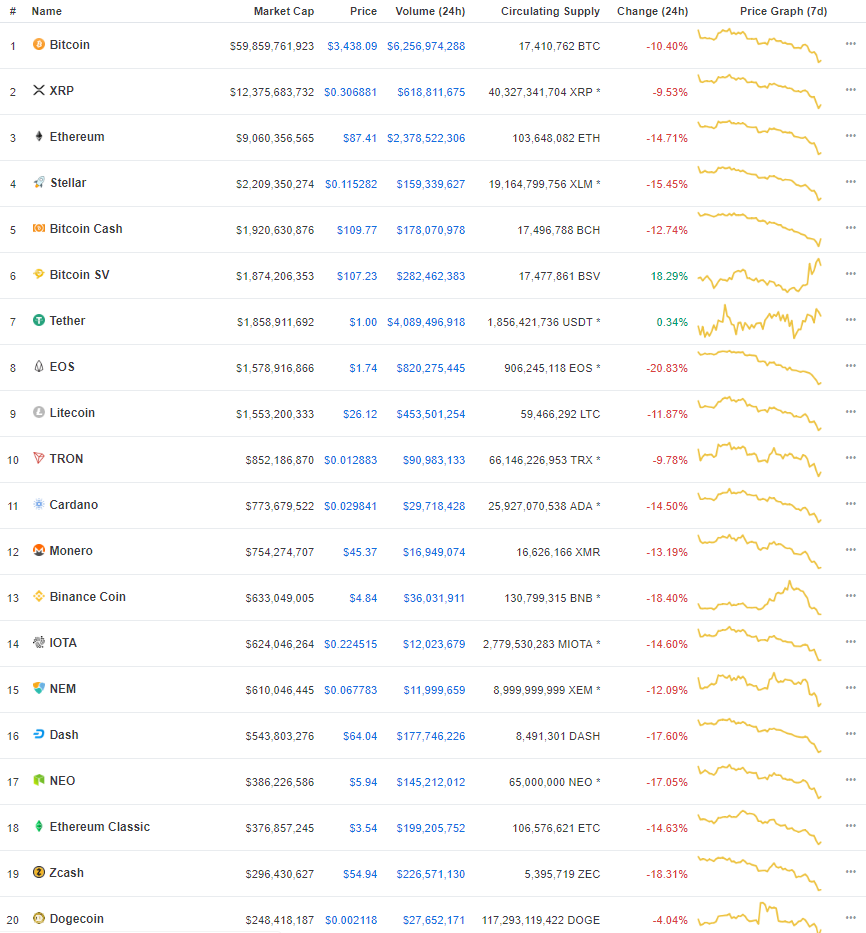 # Name Market Cap Price Volume (24h) Circulating Supply Change (24h) Price Graph (7d)
1 Bitcoin $59,859,761,923 $3,438.09 $6,256,974,288 17,410,762 BTC -10.40% ...
2 XRP $12,375,683,732 $0.306881 $618,811,675 40,327,341,704 XRP * -9.53% ...
3 Ethereum $9,060,356,565 $87.41 $2,378,522,306 103,648,082 ETH -14.71% ...
4 Stellar $2,209,350,274 $0.115282 $159,339,627 19,164,799,756 XLM * -15.45% ...
5 Bitcoin Cash $1,920,630,876 $109.77 $178,070,978 17,496,788 BCH -12.74% ...
6 Bitcoin SV $1,874,206,353 $107.23 $282,462,383 17,477,861 BSV 18.29% ...
7 Tether $1,858,911,692 $1.00 $4,089,496,918 1,856,421,736 USDT * 0.34% ...
8 EOS $1,578,916,866 $1.74 $820,275,445 906,245,118 EOS * -20.83% ...
9 Litecoin $1,553,200,333 $26.12 $453,501,254 59,466,292 LTC -11.87% ...
10 TRON $852,186,870 $0.012883 $90,983,133 66,146,226,953 TRX * -9.78% ...
11 Cardano $773,679,522 $0.029841 $29,718,428 25,927,070,538 ADA * -14.50% ...
12 Monero $754,274,707 $45.37 $16,949,074 16,626,166 XMR -13.19% ...
13 Binance Coin $633,049,005 $4.84 $36,031,911 130,799,315 BNB * -18.40% ...
14 IOTA $624,046,264 $0.224515 $12,023,679 2,779,530,283 MIOTA * -14.60% ...
15 NEM $610,046,445 $0.067783 $11,999,659 8,999,999,999 XEM * -12.09% ...
16 Dash $543,803,276 $64.04 $177,746,226 8,491,301 DASH -17.60% ...
17 NEO $386,226,586 $5.94 $145,212,012 65,000,000 NEO * -17.05% ...
18 Ethereum Classic $376,857,245 $3.54 $199,205,752 106,576,621 ETC -14.63% ...
19 Zcash $296,430,627 $54.94 $226,571,130 5,395,719 ZEC -18.31% ...
20 Dogecoin $248,418,187 $0.002118 $27,652,171 117,293,119,422 DOGE -4.04% ...